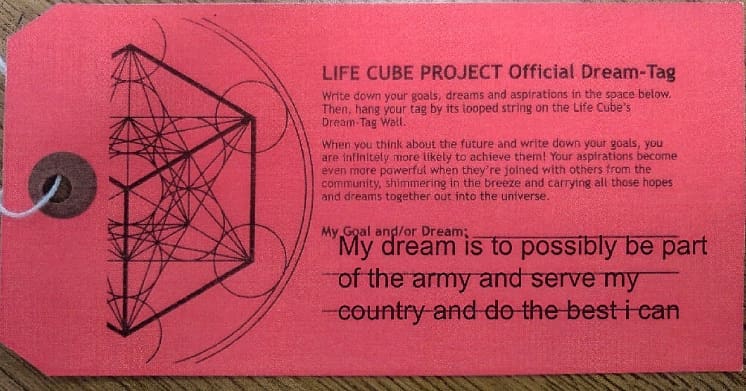 LIFE CUBE PROJECT Official Dream-Tag
Write down your goals, dreams and aspirations in the space below.
Then, hang your tag by its looped string on the Life Cube's
Dream-Tag Wall.
When you think about the future and write down your goals, you
are infinitely more likely to achieve them! Your aspirations become
even more powerful when they're joined with others from the
community, shimmering in the breeze and carrying all those hopes
and dreams together out into the universe.
My Goal and/or Dream:
My dream is to possibly be part
of the army and serve my
country and do the best i can